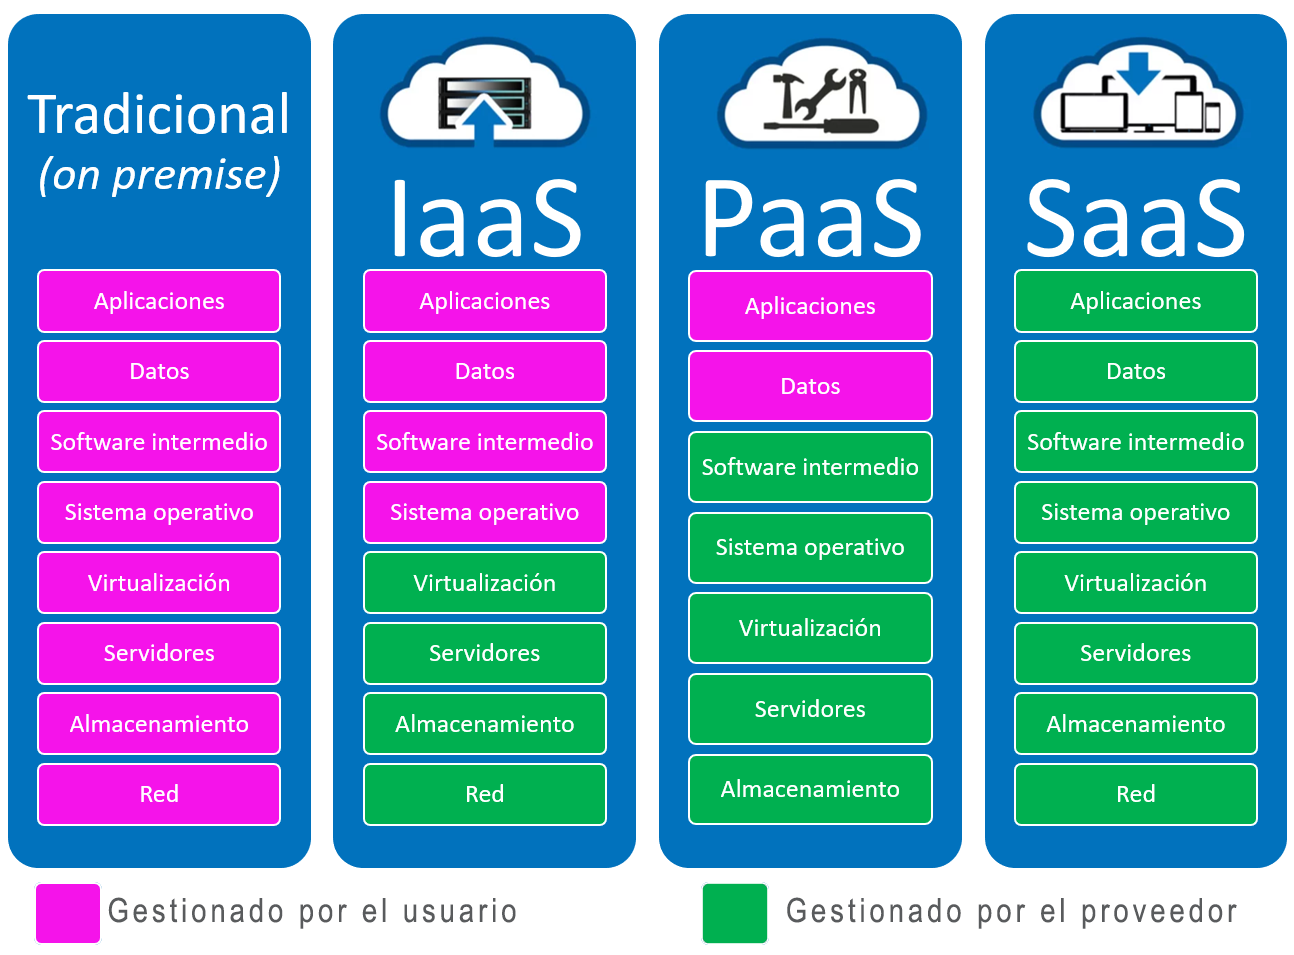 Tradicional
(on premise)
Aplicaciones
Datos
Software intermedio
Sistema operativo
Virtualización
Servidores
Almacenamiento
Red
IaaS
Aplicaciones
Datos
Software intermedio
Sistema operativo
Virtualización
Servidores
Almacenamiento
Red
PaaS
Aplicaciones
Datos
Software intermedio
Sistema operativo
Virtualización
Servidores
Almacenamiento
SaaS
Aplicaciones
Datos
Software intermedio
Sistema operativo
Virtualización
Servidores
Almacenamiento
Red
Gestionado por el usuario
Gestionado por el proveedor